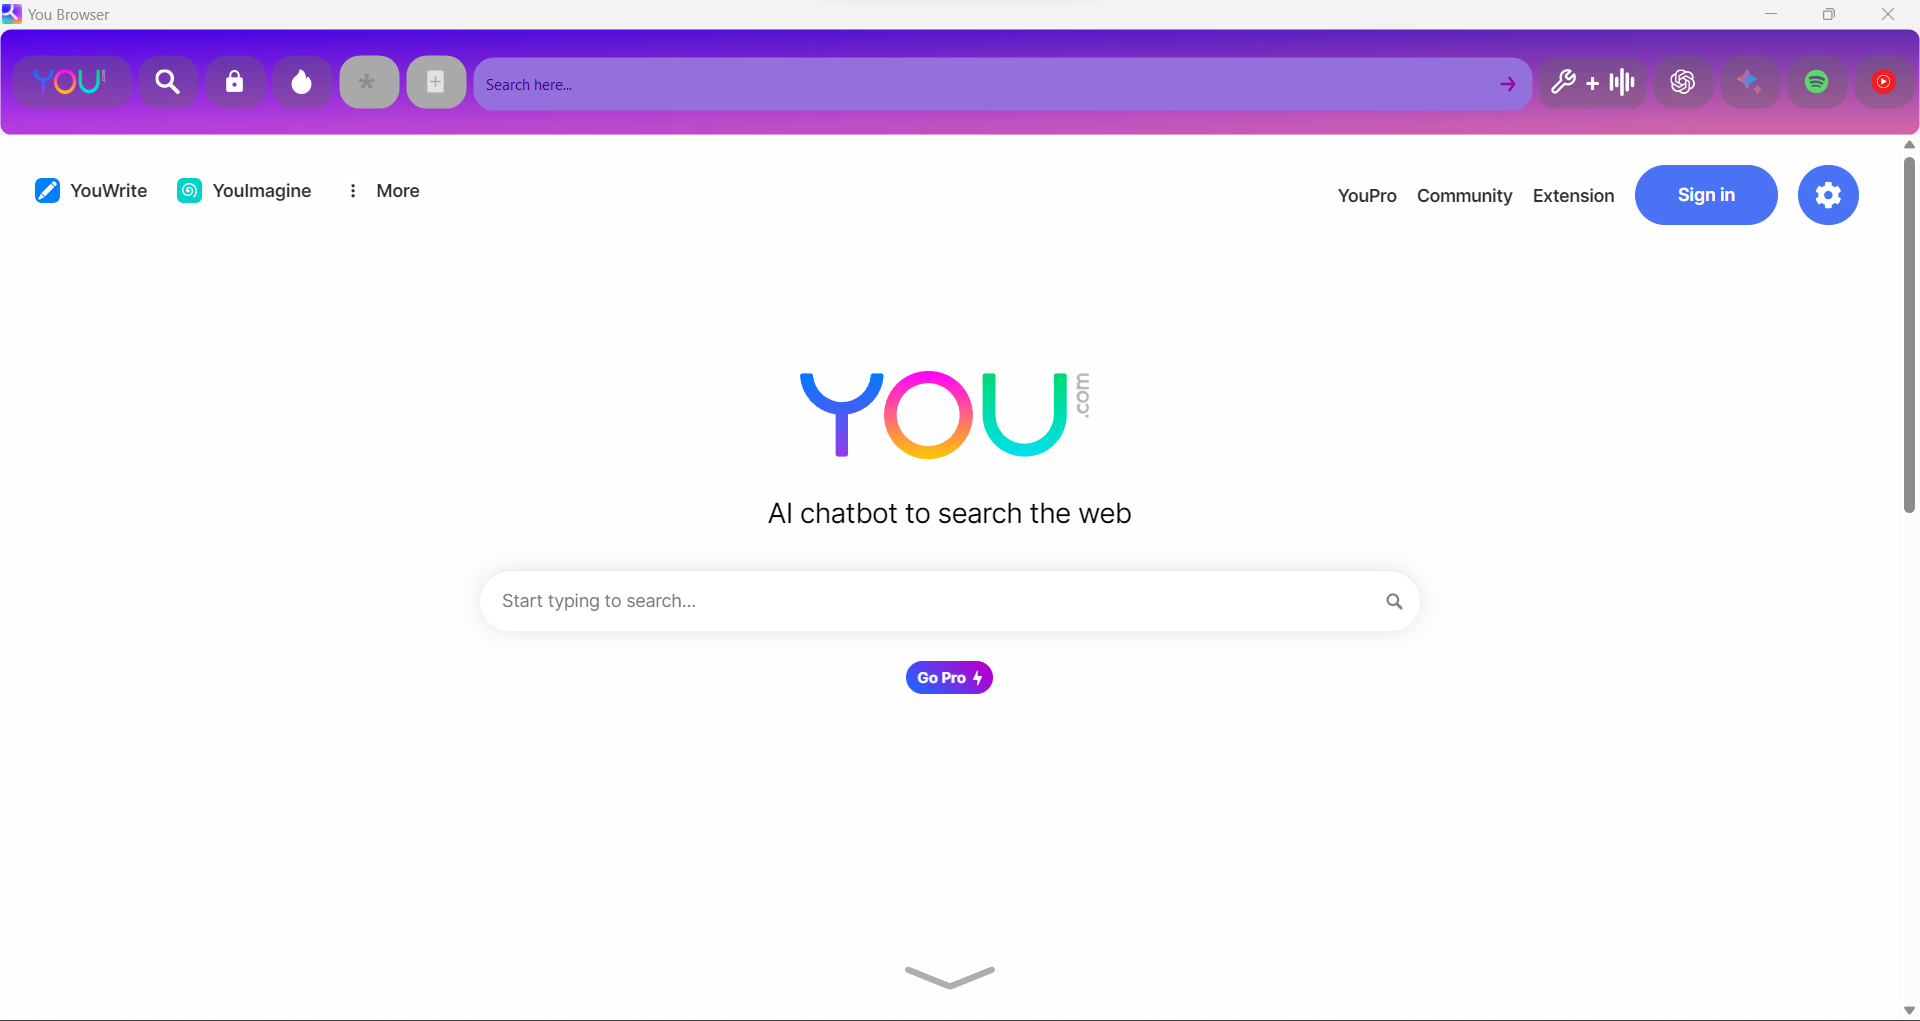 You Browser
YOU .com
Search here...
+
YouWrite
YouImagine
More
YouPro
Community
Extension
Sign in
YOU .com
AI chatbot to search the web
Start typing to search...
Go Pro